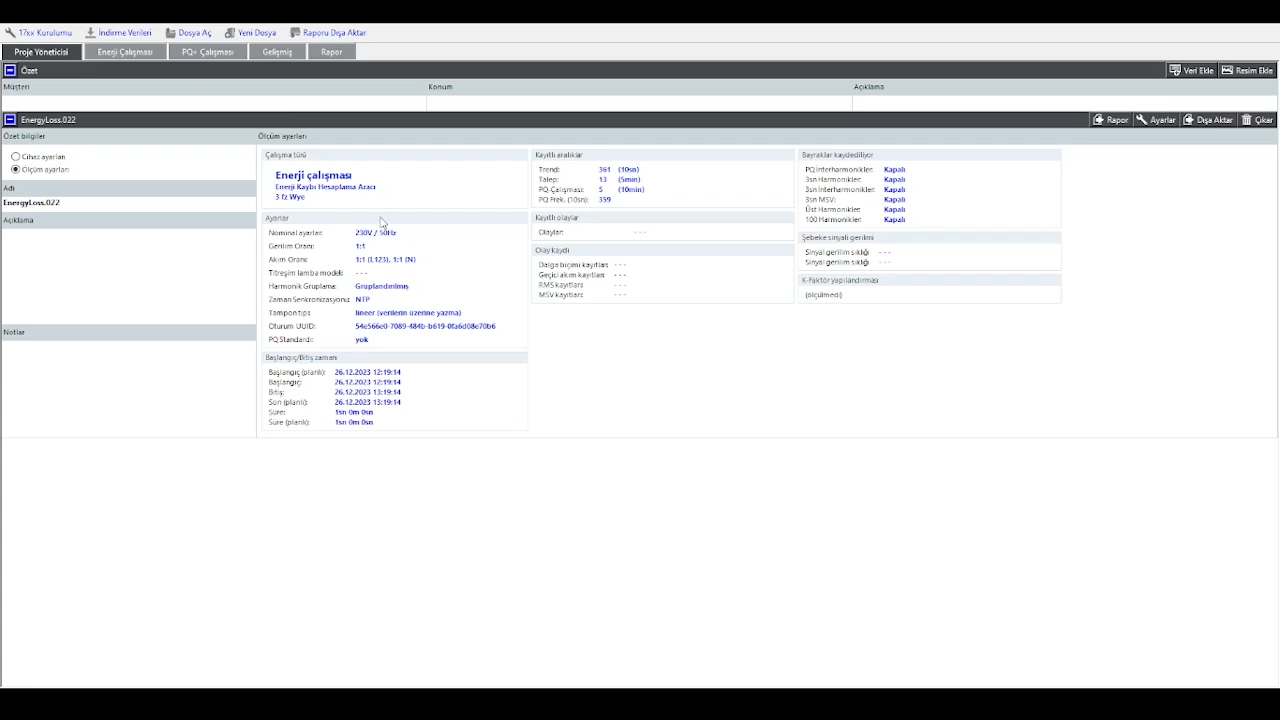 17xx Kurulumu İndirme Verileri Dosya Aç Yeni Dosya Raporu Dışa Aktar
Proje Yöneticisi Enerji Çalışması PQ+ Çalışması Gelişmiş Rapor
Özet Veri Ekle Resim Ekle
Müşteri Konum Açıklama
EnergyLoss.022 Rapor Ayarlar Dışa Aktar Çıkar
Özet bilgiler
Cihaz ayarları
Ölçüm ayarları
Adı
EnergyLoss.022
Açıklama
Notlar
Ölçüm ayarları
Çalışma türü
Enerji çalışması
Enerji Kaybı Hesaplama Aracı
3 fz Wye
Ayarlar
Nominal ayarlar: 230V / 50Hz
Gerilim Oranı: 1:1
Akım Oranı: 1:1 (L123), 1:1 (N)
Titreşim lamba model: - - -
Harmonik Gruplama: Gruplandırılmış
Zaman Senkronizasyonu: NTP
Tampon tipi: lineer (verilerin üzerine yazma)
Oturum UUID: 54e566e0-7089-484b-b619-0fa6d08e70b6
PQ Standardı: yok
Başlangıç/Bitiş zamanı
Başlangıç (planlı): 26.12.2023 12:19:14
Başlangıç: 26.12.2023 12:19:14
Bitiş: 26.12.2023 13:19:14
Son (planlı): 26.12.2023 13:19:14
Süre: 1sn 0m 0sn
Süre (planlı): 1sn 0m 0sn
Kayıtlı aralıklar
Trend: 361 (10sn)
Talep: 13 (5min)
PQ-Çalışması: 5 (10min)
PQ Frek. (10sn): 359
Kayıtlı olaylar
Olaylar: - - -
Olay kaydı
Dalga biçimi kayıtları: - - -
Geçici akım kayıtları: - - -
RMS kayıtları: - - -
MSV kayıtları: - - -
Bayraklar kaydediliyor
PQ Interharmonikler: Kapalı
3sn Harmonikler: Kapalı
3sn İnterharmonikler: Kapalı
3sn MSV: Kapalı
Üst Harmonikler: Kapalı
100 Harmonikler: Kapalı
Şebeke sinyali gerilimi
Sinyal gerilim sıklığı - - -
Sinyal gerilim sıklığı - - -
K-Faktör yapılandırması
(ölçülmedi)